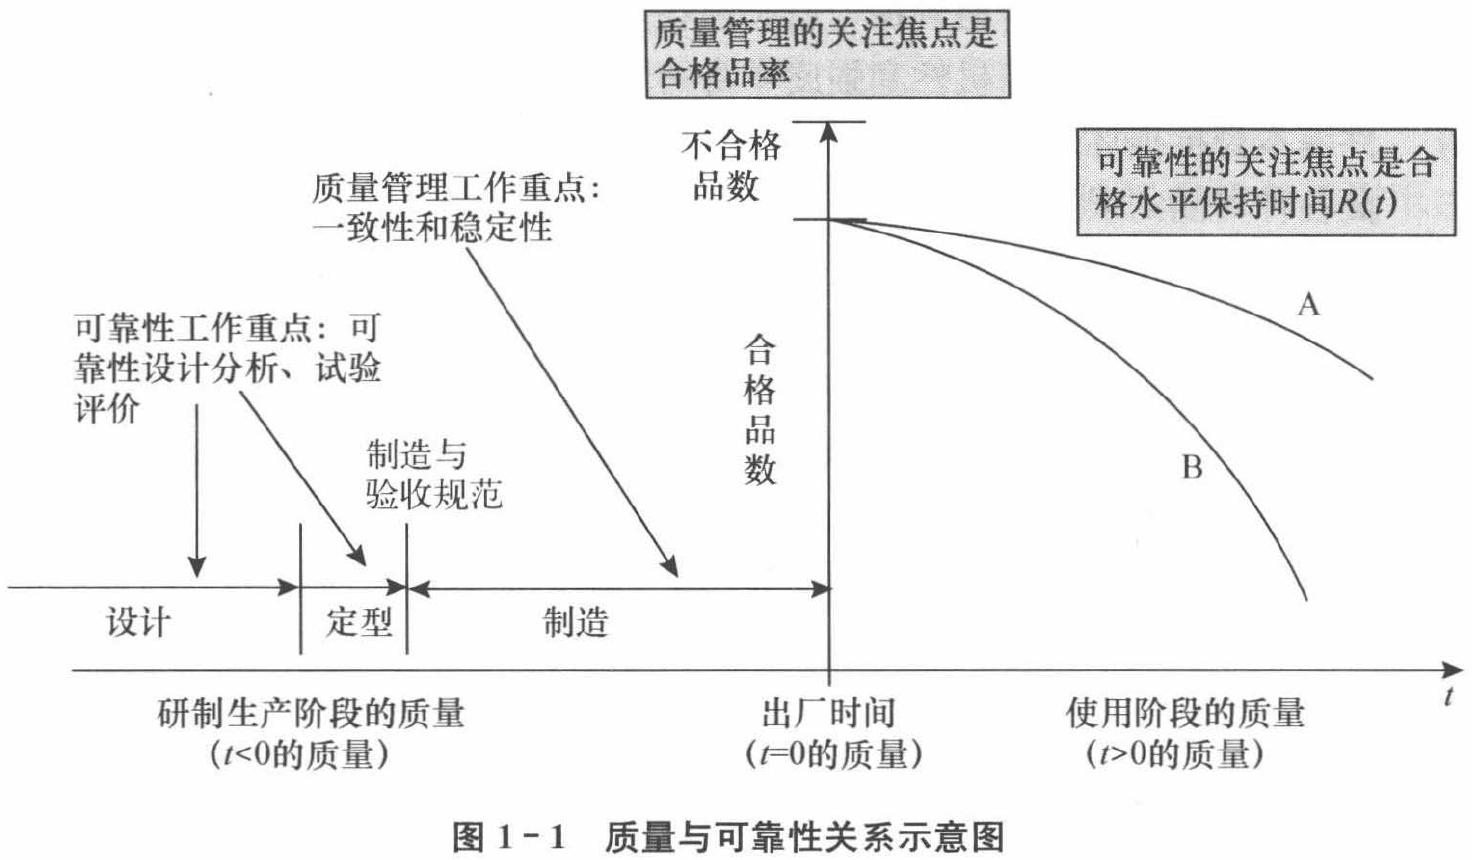 质量管理的关注焦点是
合格品率
不合格
品数
可靠性的关注焦点是合
格水平保持时间R(t)
质量管理工作重点：
一致性和稳定性
A
可靠性工作重点：可
靠性设计分析、试验
评价
合格品数
制造与
验收规范
B
设计
定型
制造
t
研制生产阶段的质量
（t<0的质量）
出厂时间
（t=0的质量）
使用阶段的质量
（t>0的质量）
图 1-1 质量与可靠性关系示意图